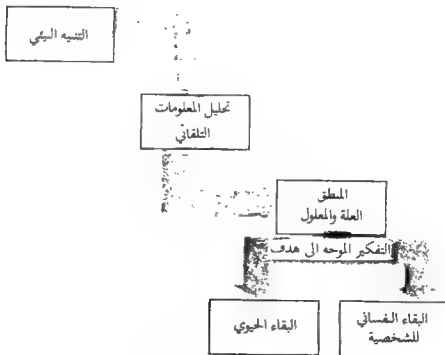 التنبيه البيئي
تحليل المعلومات
التلقائي
المنطق
العلة والمعلول
التفكير الموجه الى هدف
البقاء النفساني
للشخصية
البقاء الحيوي